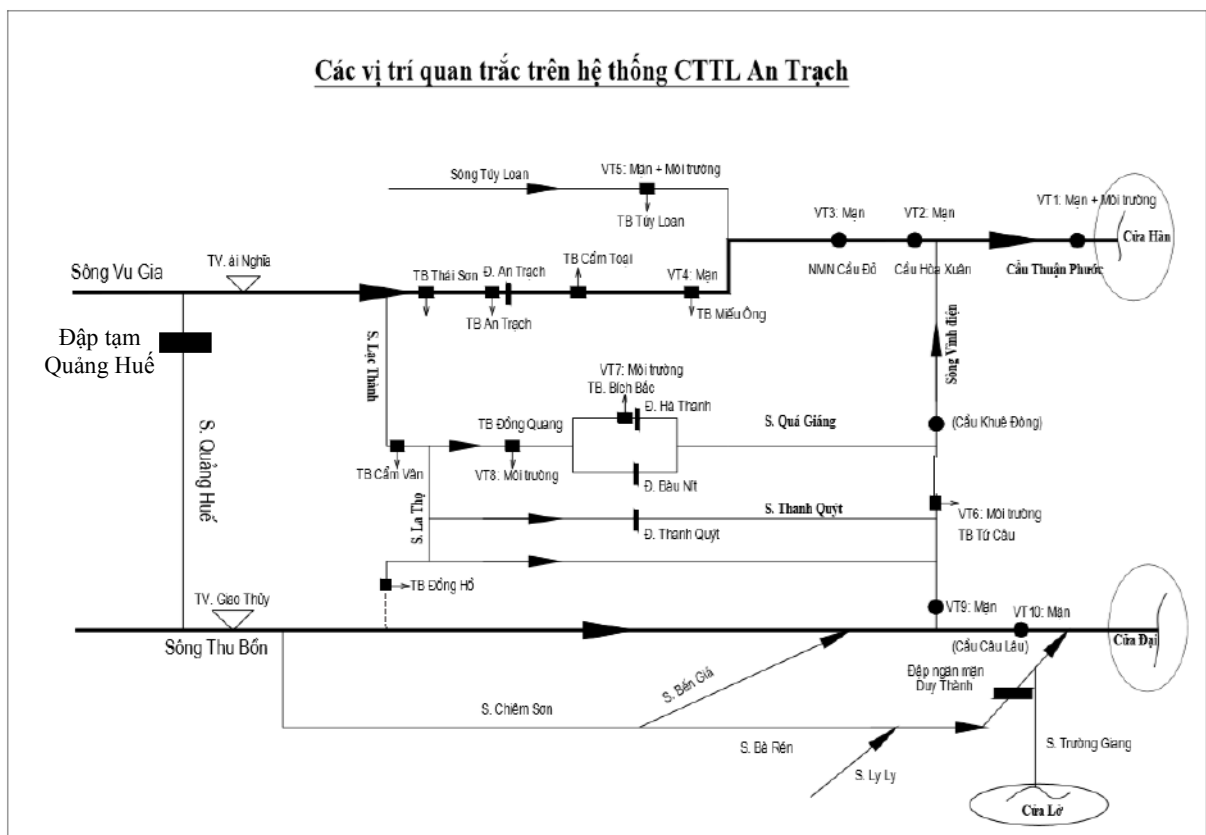 Các vị trí quan trắc trên hệ thống CTTL An Trạch
VT5: Mặn + Môi trường
Sông Túy Loan
TB Túy Loan
VT3: Mặn
VT2: Mặn
VT1: Mặn + Môi trường
Cửa Hàn
NMN Cầu Đỏ
Cầu Hòa Xuân
Cầu Thuận Phước
Sông Vu Gia
TV. ái Nghĩa
TB Thái Sơn
Đ. An Trạch
TB Cẩm Toại
VT4: Mặn
TB An Trạch
TB Miếu Ông
Đập tạm
Quảng Huế
S. Lạc Thành
Sông Vĩnh điện
VT7: Môi trường
TB. Bích Bắc
Đ. Hà Thanh
TB Đồng Quang
S. Quá Giáng
(Cầu Khuê Đông)
TB Cẩm Văn
VT8: Môi trường
Đ. Bàu Nít
S. Quảng Huế
S. La Thọ
S. Thanh Quýt
Đ. Thanh Quýt
VT6: Môi trường
TB Tứ Câu
TB Đồng Hồ
TV. Giao Thủy
VT9: Mặn
VT10: Mặn
Sông Thu Bồn
(Cầu Câu Lâu)
Cửa Đại
Đập ngăn mặn
Duy Thành
S. Bến Giá
S. Chiêm Sơn
S. Bà Rén
S. Trường Giang
S. Ly Ly
Cửa Lở